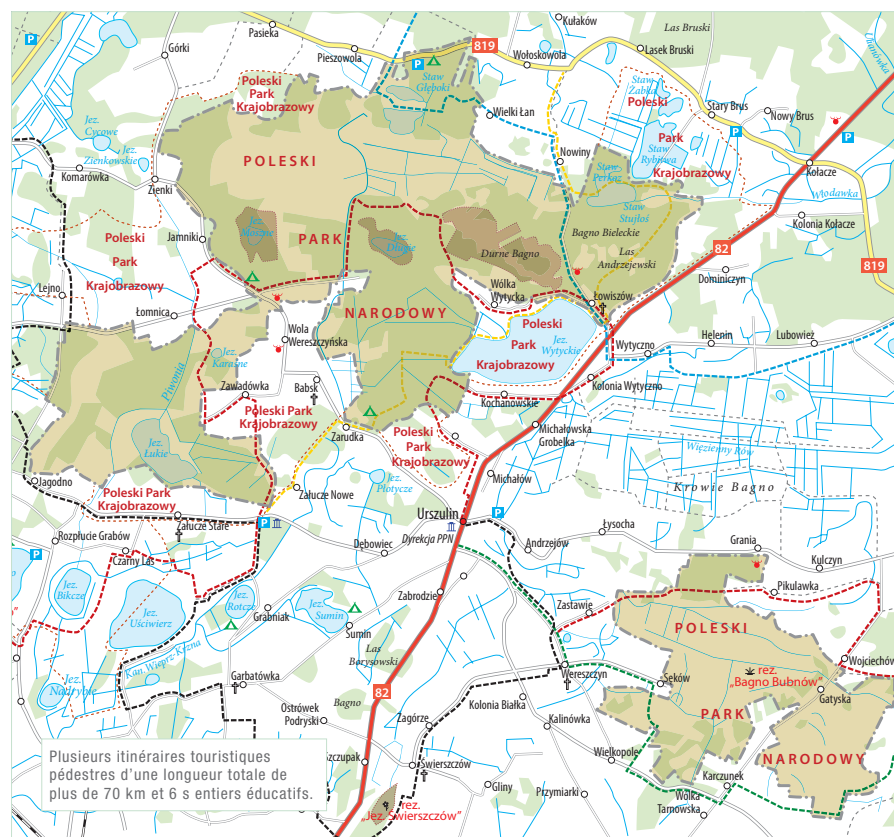 Pasieka
Kułaków
Las Bruski
Górki
Pieszowola
819
Wołoskowola
Lasek Bruski
P
P
Uhnówka
Staw
Głęboki
Staw
Żabka
Poleski
Park
Krajobrazowy
Wielki Łan
Poleski
Stary Brus
Nowy Brus
Jez.
Cycowe
P
P
Park
Staw
Rybitwa
Krajobrazowy
Jez.
Zienkowskie
POLESKI
Nowiny
Kołacze
Komarówka
Zienki
Staw
Perkoz
Włodawka
Staw
Stujłoś
Kolonia Kołacze
Jamniki
Jez.
Moszne
PARK
Jez.
Długie
Bagno Bieleckie
82
Poleski
Park
Krajobrazowy
Durne Bagno
Las
Andrzejewski
819
Dominiczyn
Lejno
Wólka
Wytycka
Łowiszów
Łomnica
NARODOWY
Poleski
Park
Krajobrazowy
Jez.
Wytyckie
Wola
Wereszczyńska
Helenin
Lubowież
Wytyczno
Jez.
Karaśne
Piwonia
Zawadówka
Babsk
Kolonia Wytyczno
Kochanowskie
Poleski Park
Krajobrazowy
Zarudka
Michałowska
Grobelka
Poleski
Park
Krajobrazowy
Jez.
Łukie
Więzienny Rów
Jagodno
Michałów
Jez.
Płotycze
Krowie Bagno
Poleski Park
Krajobrazowy
Załucze Nowe
Urszulin
P
P
Załucze Stare
Dyrekcja PPN
Łysocha
Rozpłucie Grabów
Grania
Dębowiec
Andrzejów
P
Czarny Las
Kulczyn
Jez.
Bikcze
Pikulawka
Jez.
Rotcze
Zabrodzie
Jez.
Uściwierz
Jez.
Sumin
Grabniak
Zastawie
POLESKI
Sumin
Kan. Wieprz-Krzna
Las
Borysowski
Wojciechów
Wereszczyn
rez.
„Bagno Bubnów”
Jez.
Nadrybie
Garbatówka
82
Sęków
Gatyska
Bagno
Kolonia Białka
PARK
Ostrówek
Podryski
Zagórze
Kalinówka
Plusieurs itinéraires touristiques
pédestres d’une longueur totale de
plus de 70 km et 6 s entiers éducatifs.
Wielkopole
NARODOWY
Szczupak
Świerszczów
Karczunek
Gliny
Przymiarki
Wólka
Tarnowska
rez.
„Jez. Świerszczów”